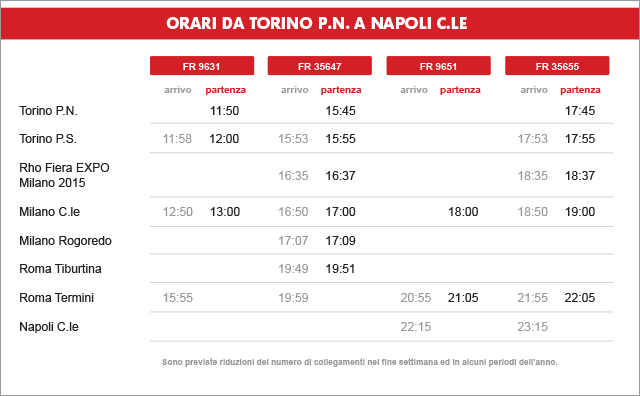 ORARI DA TORINO P.N. A NAPOLI C.LE
FR 9631 FR 35647 FR 9651 FR 35655
arrivo partenza arrivo partenza arrivo partenza arrivo partenza
Torino P.N. 11:50 15:45 17:45
Torino P.S. 11:58 12:00 15:53 15:55 17:53 17:55
Rho Fiera EXPO
Milano 2015 16:35 16:37 18:35 18:37
Milano C.le 12:50 13:00 16:50 17:00 18:00 18:50 19:00
Milano Rogoredo 17:07 17:09
Roma Tiburtina 19:49 19:51
Roma Termini 15:55 19:59 20:55 21:05 21:55 22:05
Napoli C.le 22:15 23:15
Sono previste riduzioni del numero di collegamenti nel fine settimana ed in alcuni periodi dell'anno.